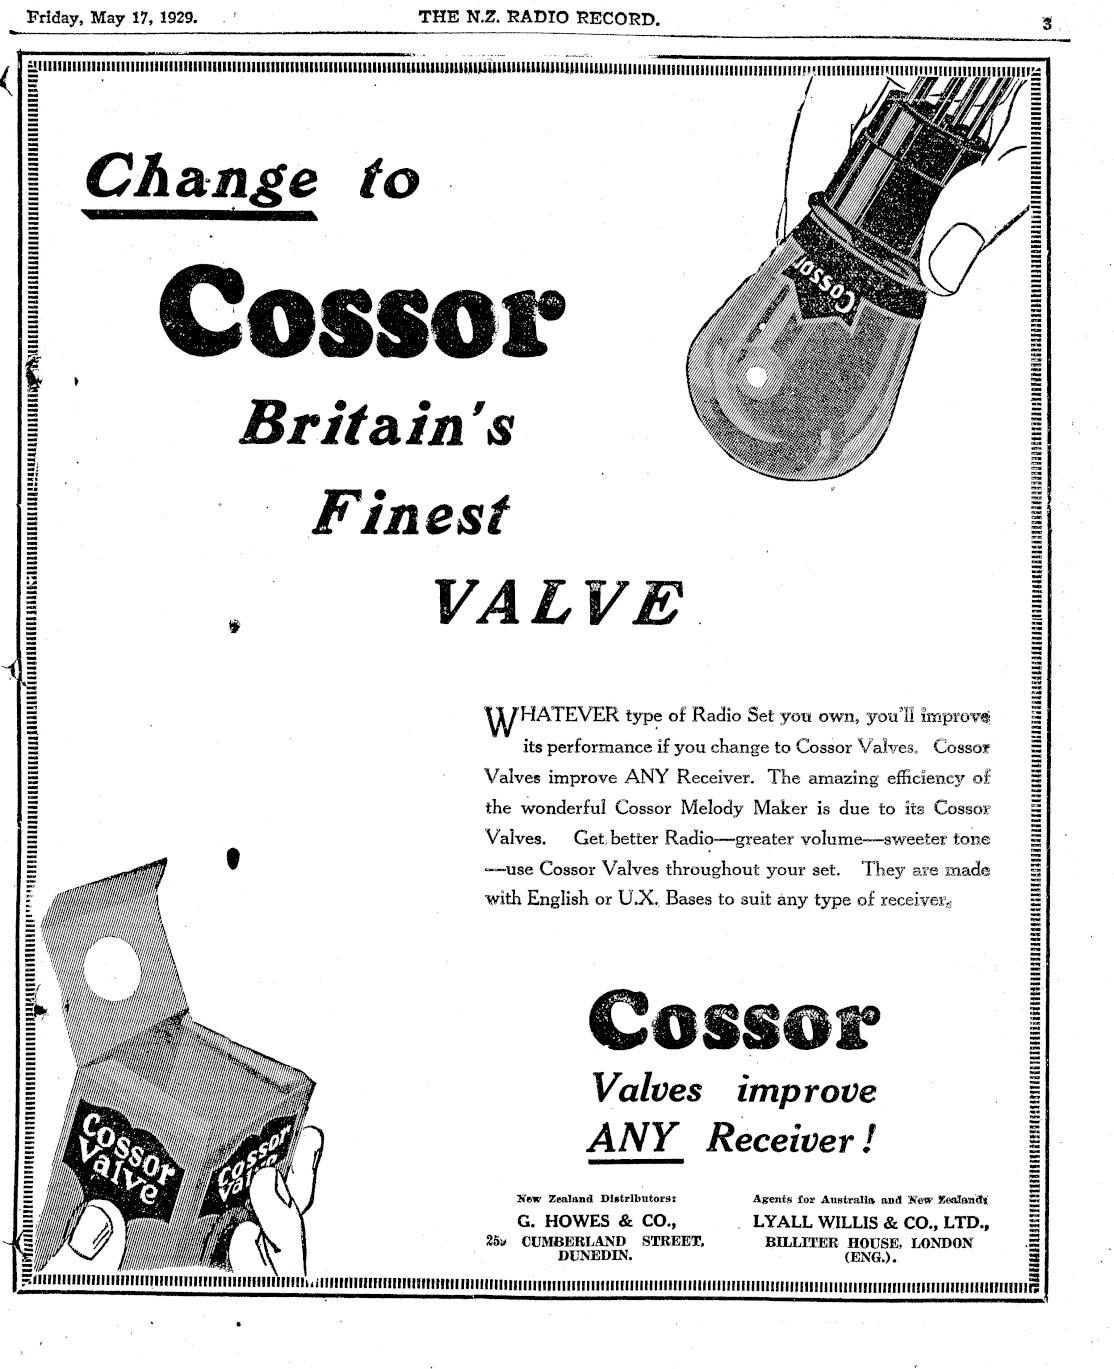 Friday, May 17, 1929.
THE N.Z. RADIO RECORD.
3
Change to
Cossor
Britain's
Finest
VALVE
Cossor
WHATEVER type of Radio Set you own, you'll improve
its performance if you change to Cossor Valves. Cossor
Valves improve ANY Receiver. The amazing efficiency of
the wonderful Cossor Melody Maker is due to its Cossor
Valves. Get better Radio—greater volume—sweeter tone
—use Cossor Valves throughout your set. They are made
with English or U.X. Bases to suit any type of receiver.
Cossor
Valves improve
ANY Receiver!
Cossor
Valve
Cossor
Valve
New Zealand Distributors:
G. HOWES & CO.,
259 CUMBERLAND STREET,
DUNEDIN.
Agents for Australia and New Zealand:
LYALL WILLIS & CO., LTD.,
BILLITER HOUSE, LONDON
(ENG.).